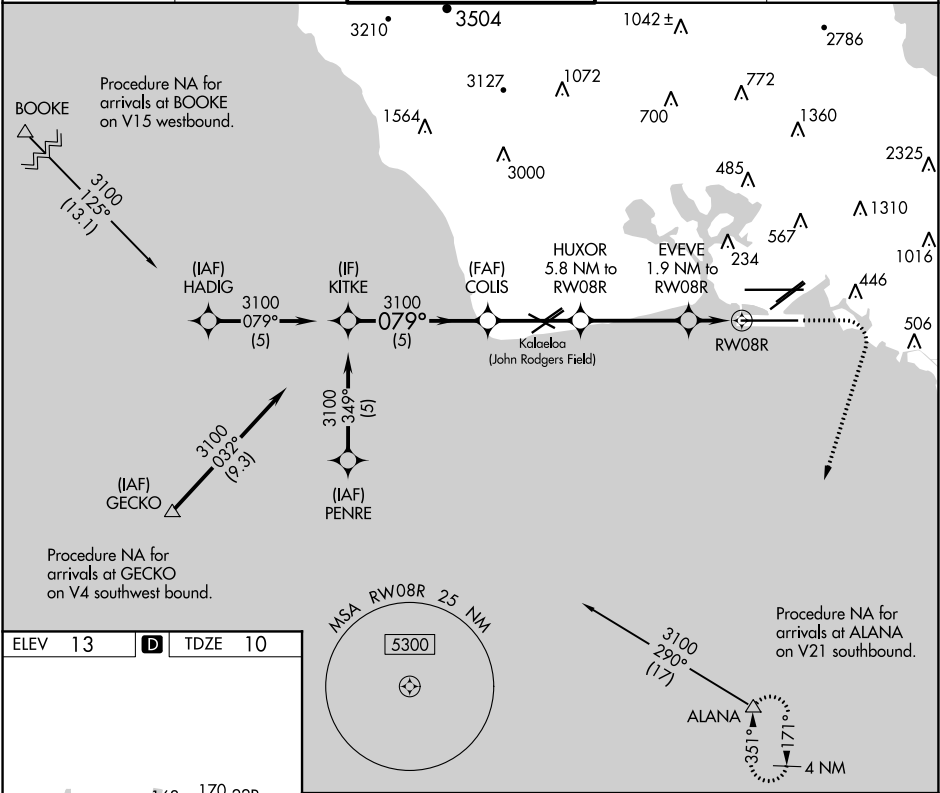 3210
3504
1042 ±
2786
Procedure NA for
arrivals at BOOKE
on V15 westbound.
BOOKE
3127
1072
772
700
1564
1360
3000
2325
485
3100
125°
(13.1)
1310
567
234
1016
(IAF)
HADIG
(IF)
KITKE
(FAF)
COLIS
HUXOR
5.8 NM to
RW08R
EVEVE
1.9 NM to
RW08R
446
3100
079°
(5)
3100
079°
(5)
Kalaeloa
(John Rodgers Field)
RW08R
506
3100
032°
(9.3)
3100
349°
(5)
(IAF)
GECKO
(IAF)
PENRE
Procedure NA for
arrivals at GECKO
on V4 southwest bound.
MSA RW08R 25 NM
5300
Procedure NA for
arrivals at ALANA
on V21 southbound.
3100
290°
(17)
ALANA
351°
171°
4 NM
ELEV 13 D TDZE 10
170